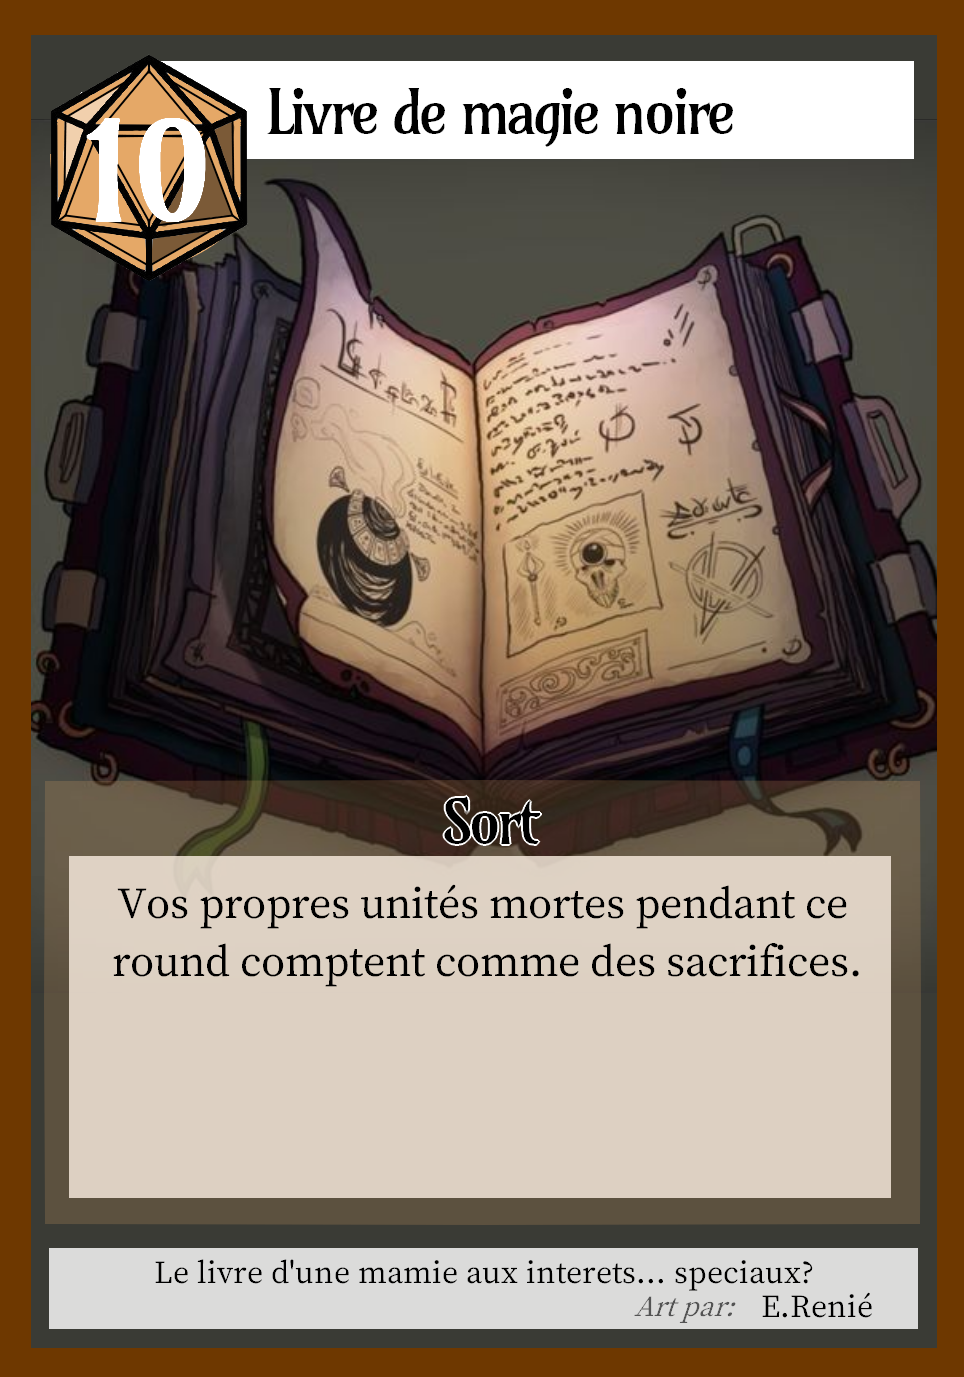 10
Livre de magie noire
Sort
Vos propres unités mortes pendant ce
round comptent comme des sacrifices.
Le livre d'une mamie aux interets... speciaux?
Art par: E.Renié